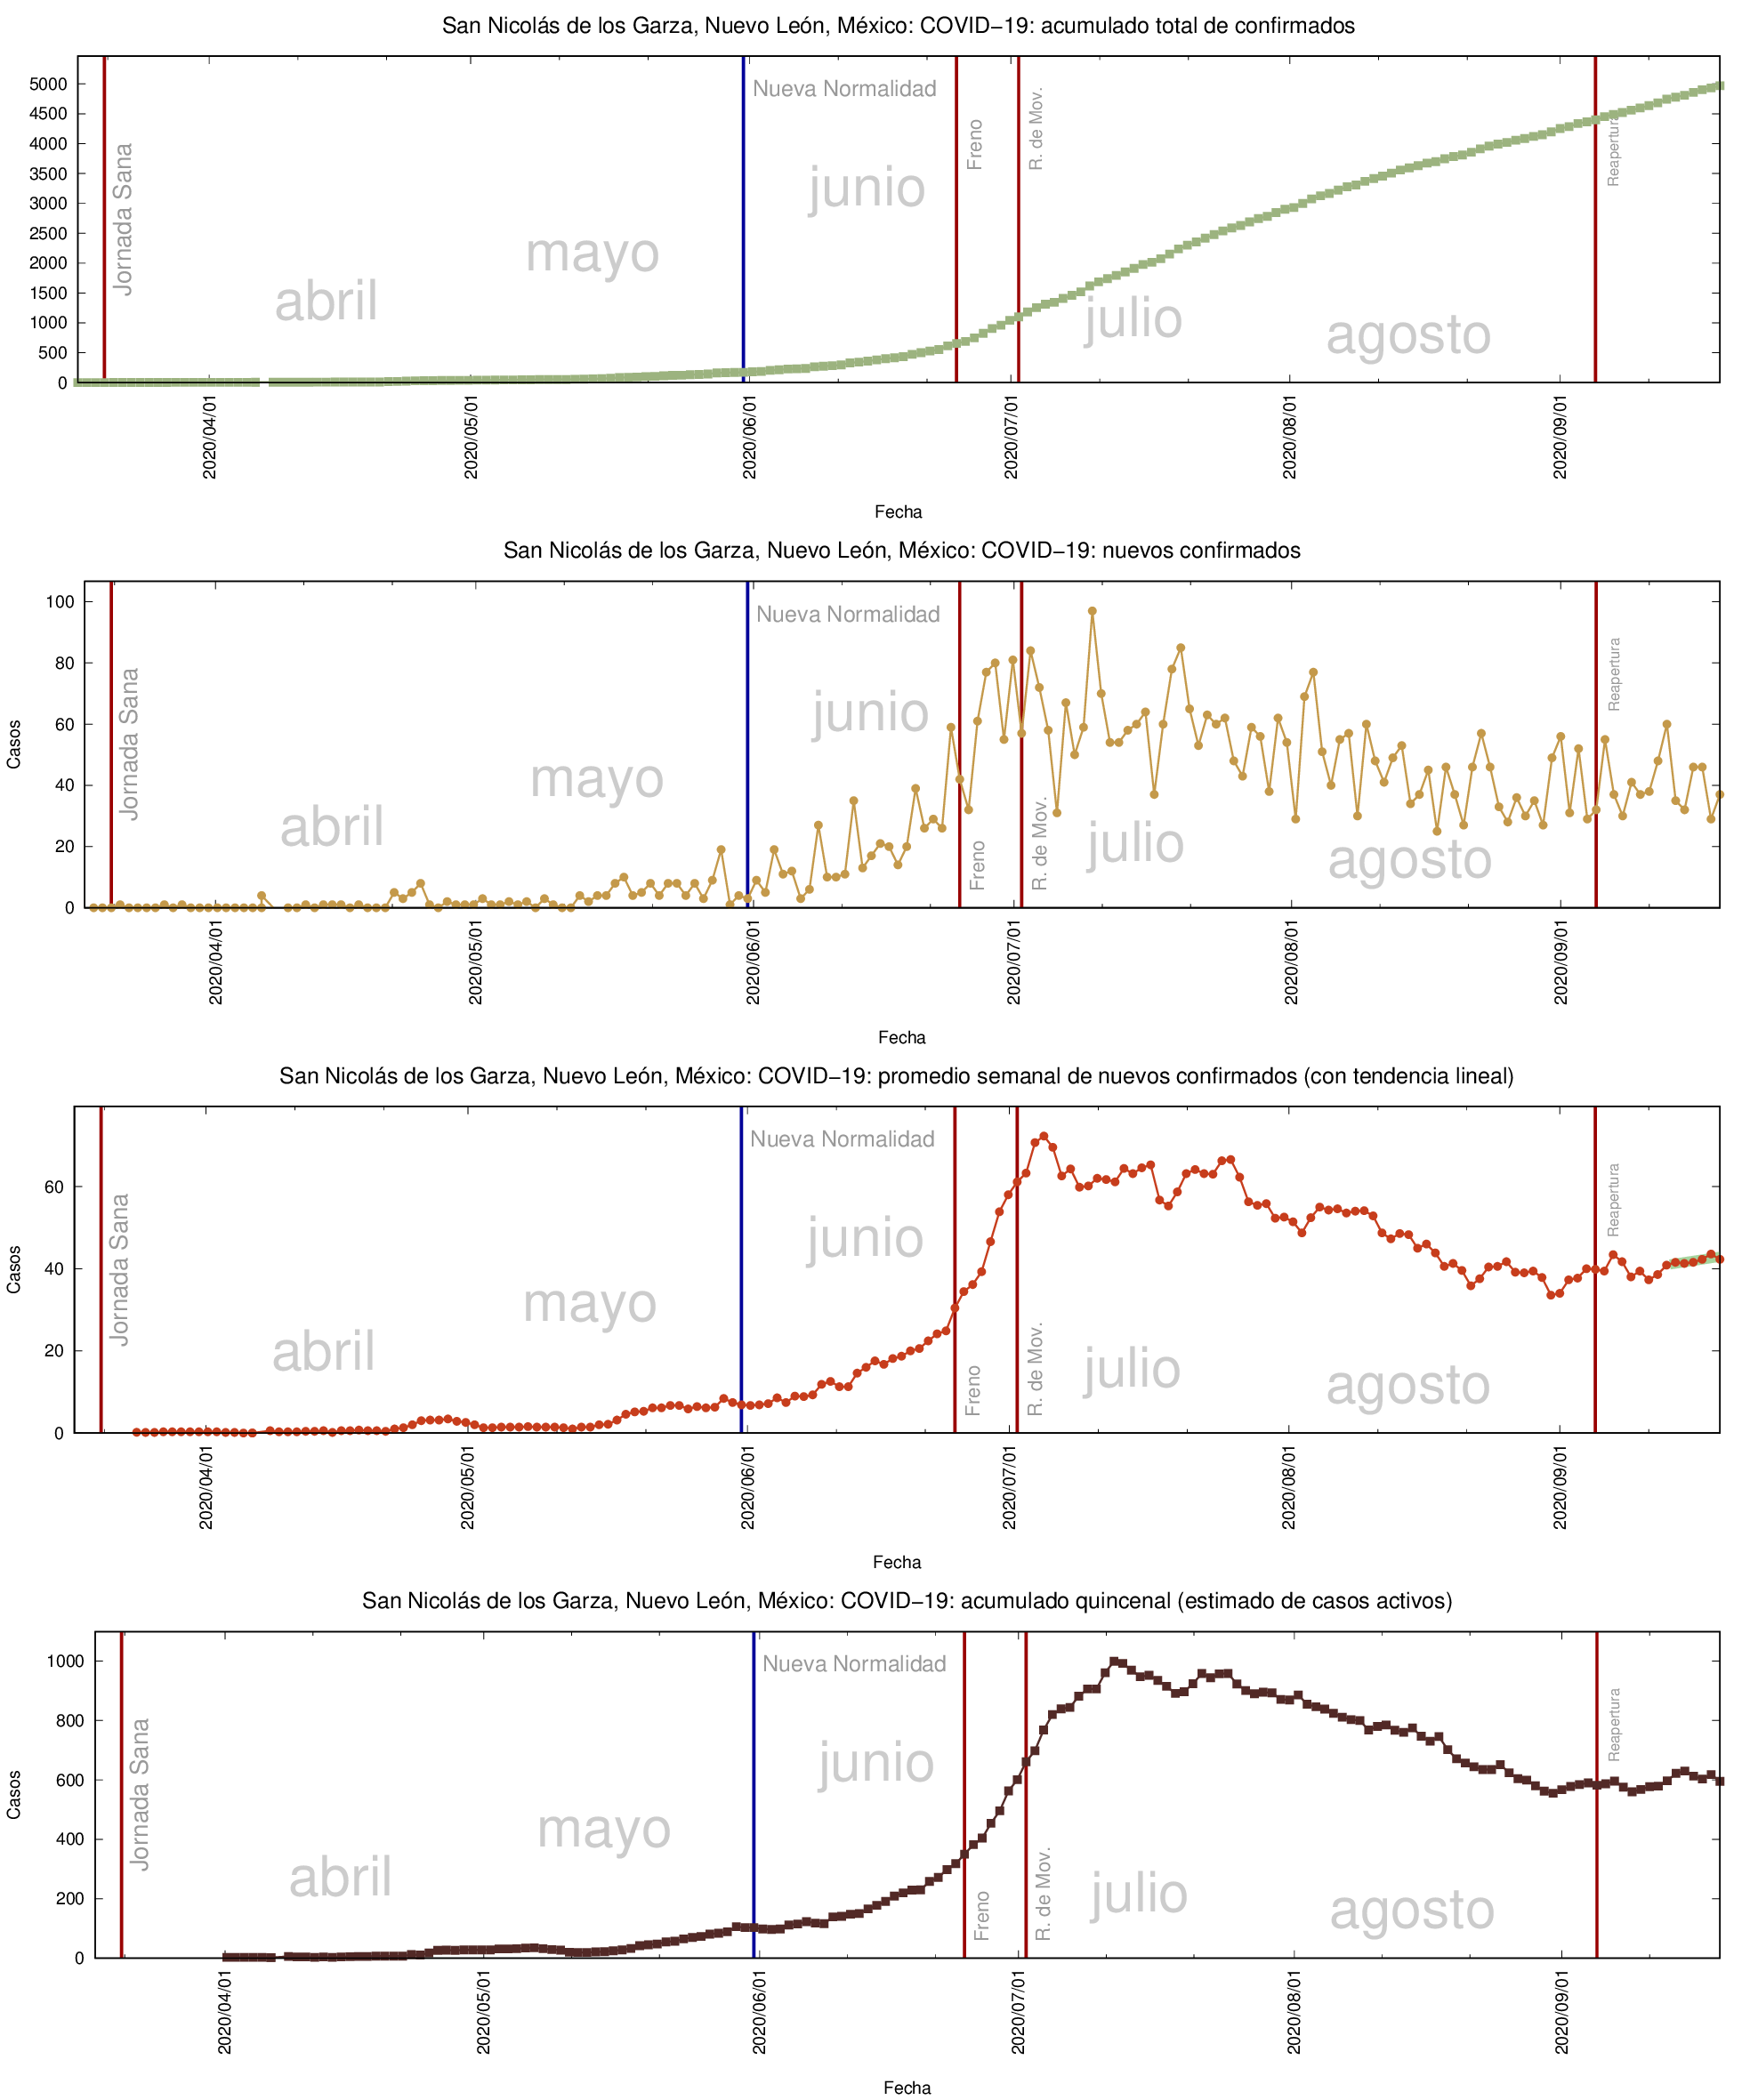 San Nicolás de los Garza, Nuevo León, México: COVID−19: acumulado total de confirmados
5000
4500
4000
3500
3000
2500
2000
1500
1000
500
0
Jornada Sana
abril
mayo
Nueva Normalidad
junio
Freno
R. de Mov.
julio
agosto
Reapertura
2020/04/01
2020/05/01
2020/06/01
2020/07/01
2020/08/01
2020/09/01
Fecha
San Nicolás de los Garza, Nuevo León, México: COVID−19: nuevos confirmados
Casos
100
80
60
40
20
0
Jornada Sana
abril
mayo
Nueva Normalidad
junio
Freno
R. de Mov.
julio
agosto
Reapertura
2020/04/01
2020/05/01
2020/06/01
2020/07/01
2020/08/01
2020/09/01
Fecha
San Nicolás de los Garza, Nuevo León, México: COVID−19: promedio semanal de nuevos confirmados (con tendencia lineal)
Casos
60
40
20
0
Jornada Sana
abril
mayo
Nueva Normalidad
junio
Freno
R. de Mov.
julio
agosto
Reapertura
2020/04/01
2020/05/01
2020/06/01
2020/07/01
2020/08/01
2020/09/01
Fecha
San Nicolás de los Garza, Nuevo León, México: COVID−19: acumulado quincenal (estimado de casos activos)
Casos
1000
800
600
400
200
0
Jornada Sana
abril
mayo
Nueva Normalidad
junio
Freno
R. de Mov.
julio
agosto
Reapertura
2020/04/01
2020/05/01
2020/06/01
2020/07/01
2020/08/01
2020/09/01
Fecha